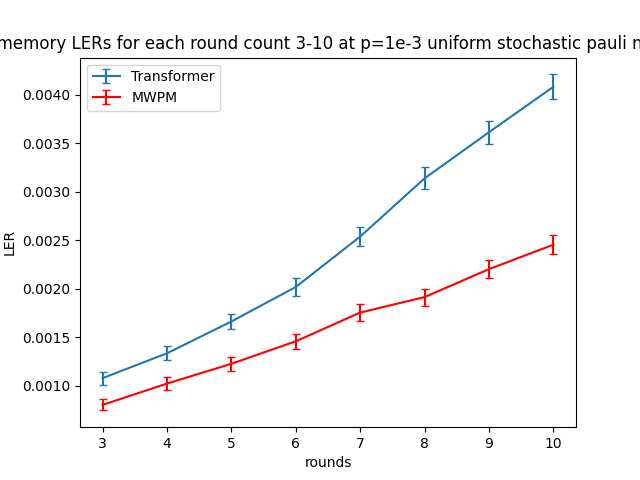 memory LERs for each round count 3-10 at p=1e-3 uniform stochastic pauli
Transformer
MWPM
0.0040
0.0035
0.0030
0.0025
0.0020
0.0015
0.0010
LER
3 4 5 6 7 8 9 10
rounds